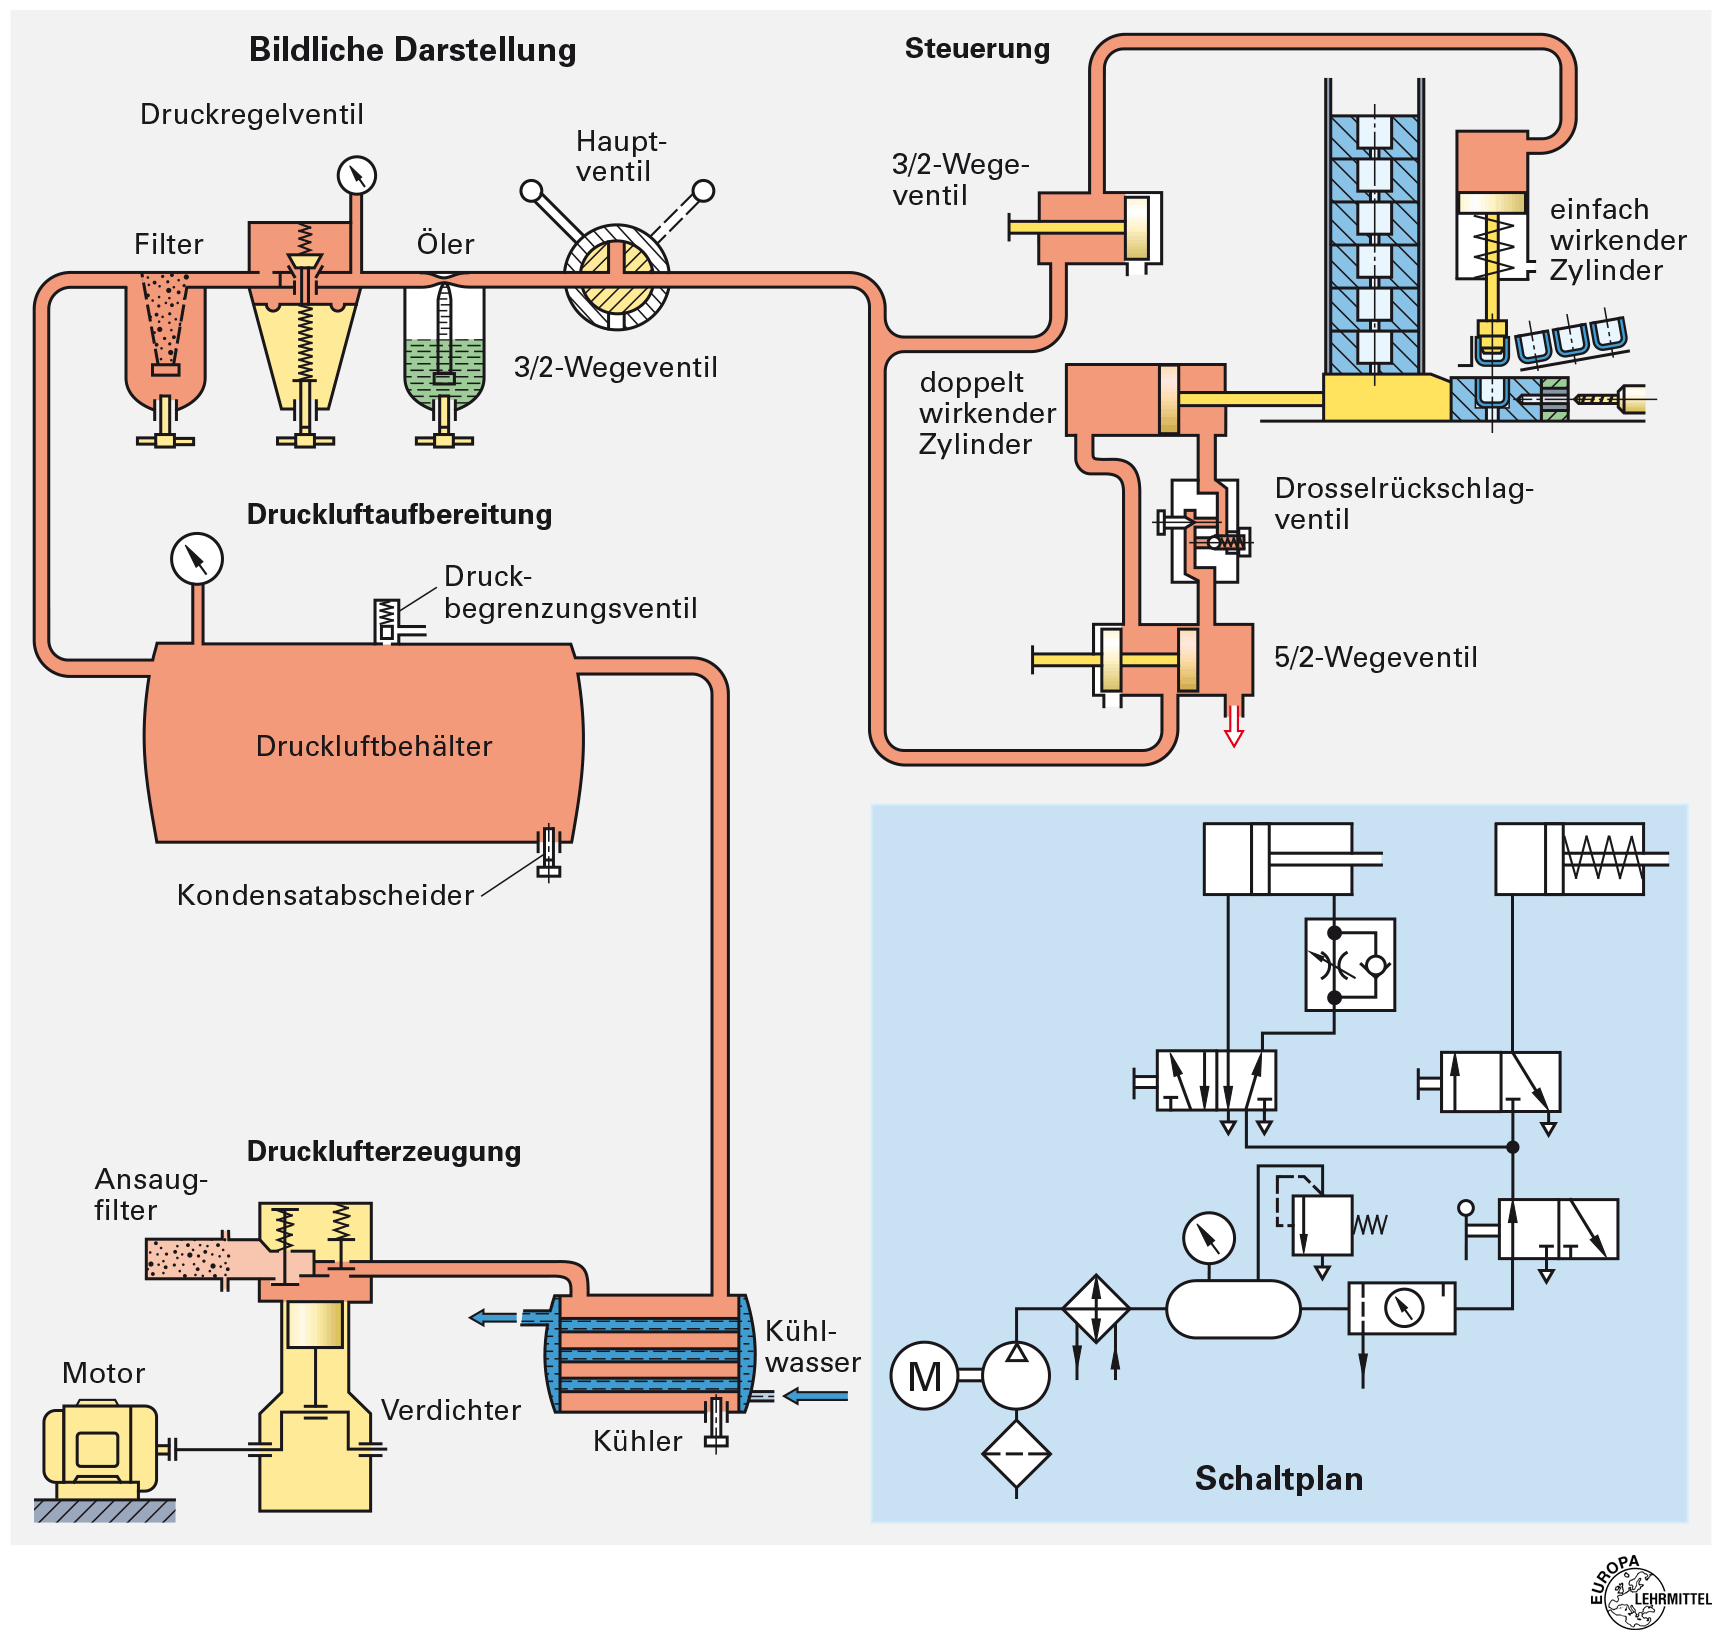 Bildliche Darstellung
Steuerung
Druckregelventil
Haupt-
ventil
3/2-Wege-
ventil
Filter
Öler
einfach
wirkender
Zylinder
3/2-Wegeventil
doppelt
wirkender
Zylinder
Druckluftaufbereitung
Drosselrückschlag-
ventil
Druck-
begrenzungsventil
5/2-Wegeventil
Druckluftbehälter
Kondensatabscheider
Drucklufterzeugung
Ansaug-
filter
Kühl-
wasser
Motor
Verdichter
Kühler
M
Schaltplan
EUROPA
LEHRMITTEL